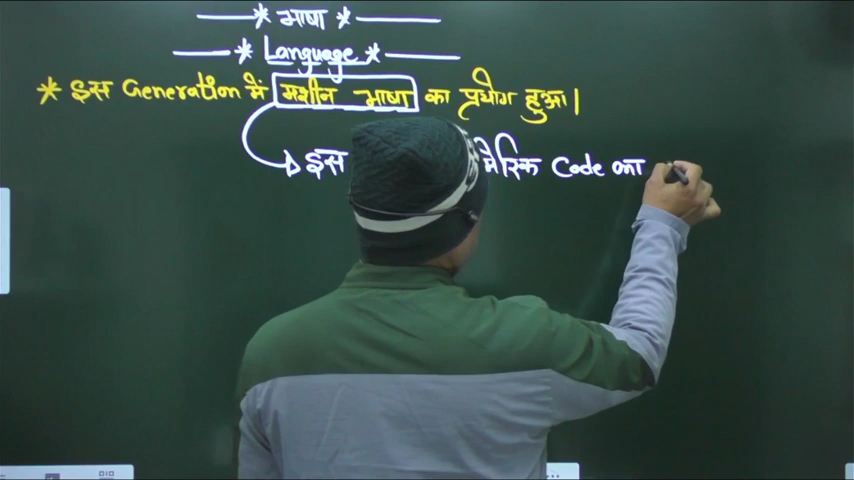 * भाषा *
* Language *
* इस Generation में मशीन भाषा का प्रयोग हुआ।
इस मेरिक Code का